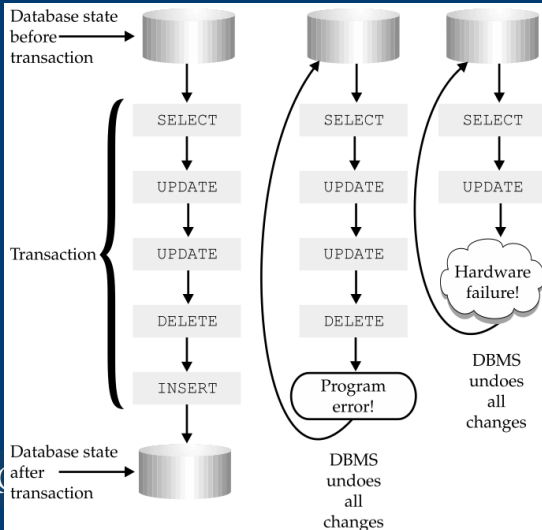 Database state
before
transaction
Transaction
SELECT
UPDATE
UPDATE
DELETE
INSERT
Database state
after
transaction
SELECT
UPDATE
UPDATE
DELETE
Program
error!
DBMS
undoes
all
changes
SELECT
UPDATE
Hardware
failure!
DBMS
undoes
all
changes